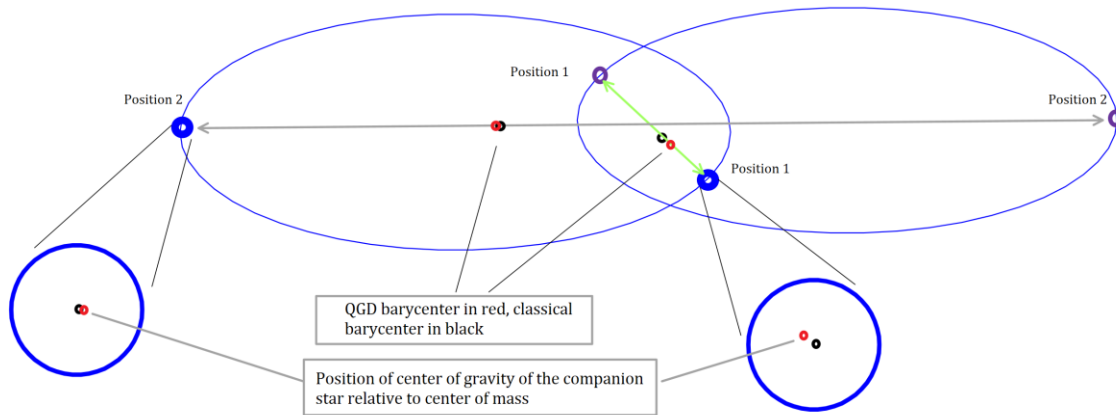 Position 1
Position 2
Position 2
Position 1
QGD barycenter in red, classical
barycenter in black
Position of center of gravity of the companion
star relative to center of mass